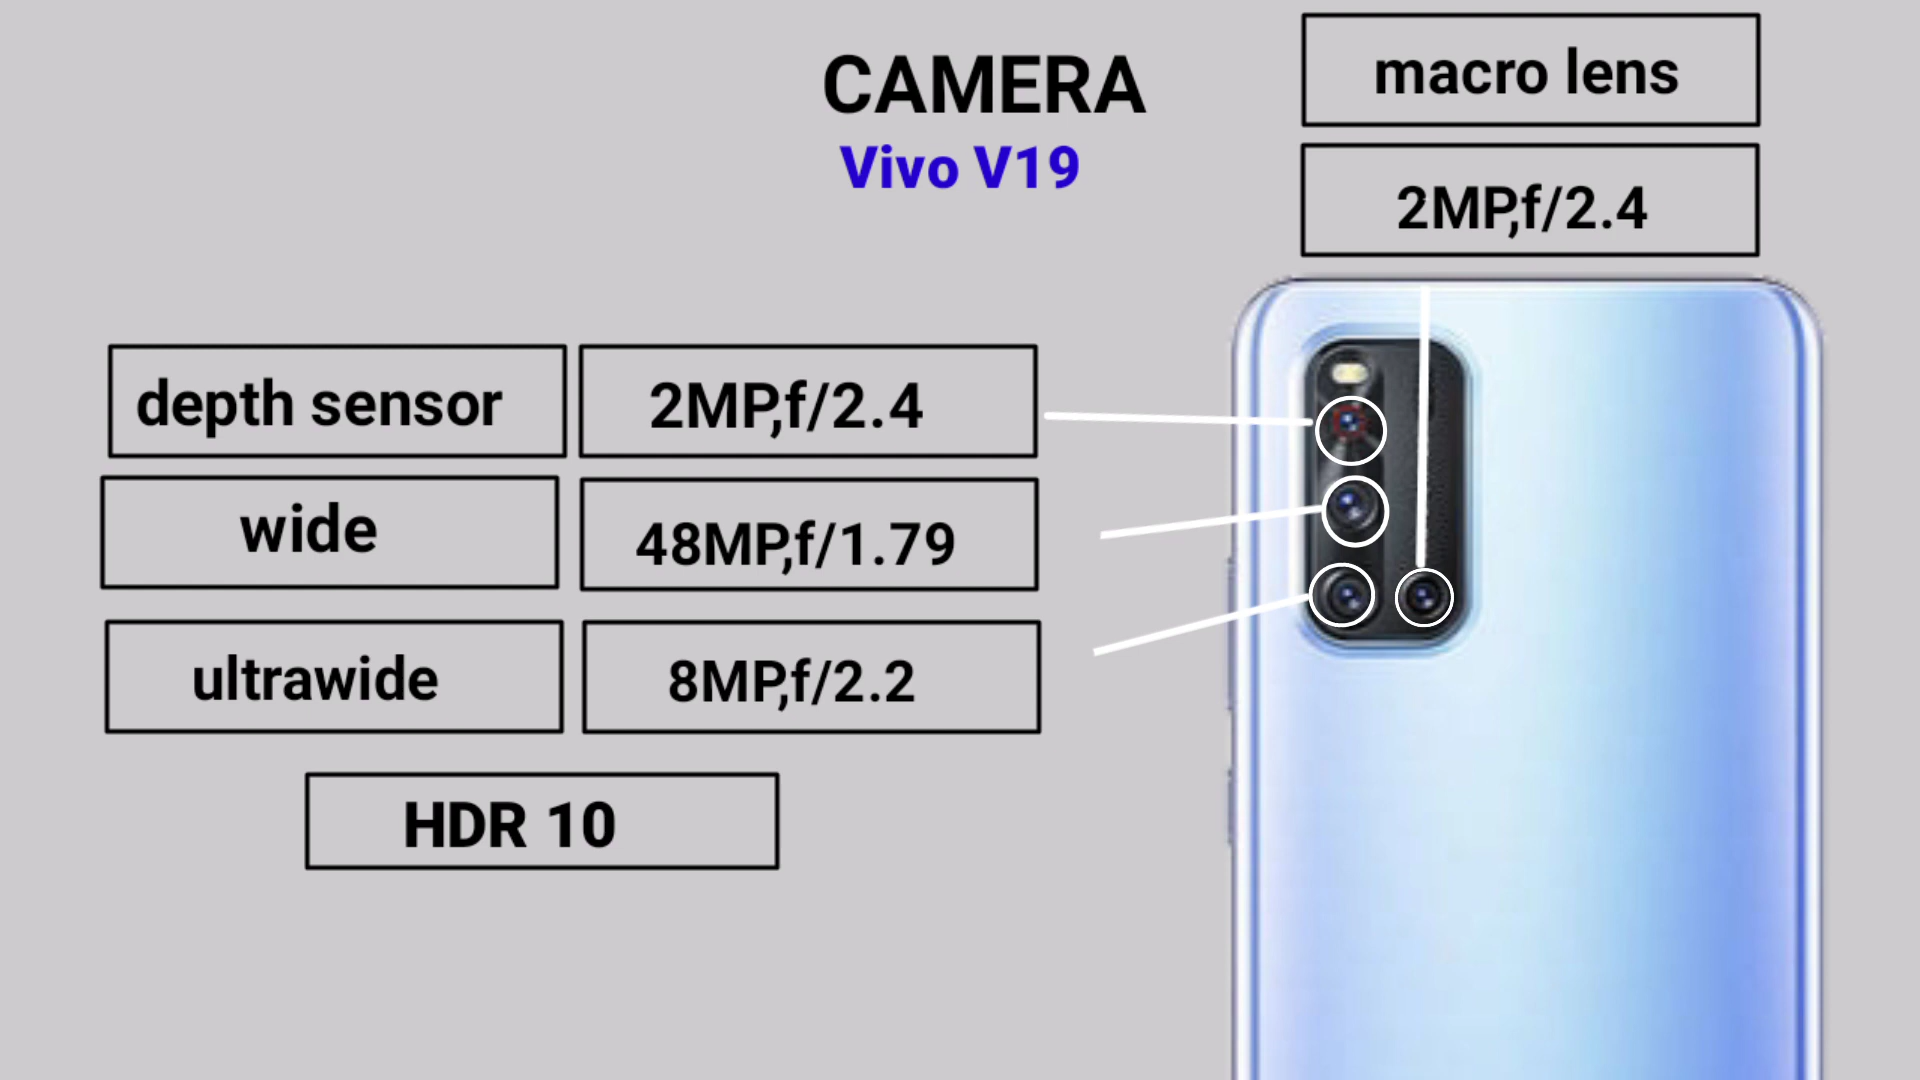 CAMERA
Vivo V19
macro lens
2MP,f/2.4
depth sensor 2MP,f/2.4
wide 48MP,f/1.79
ultrawide 8MP,f/2.2
HDR 10